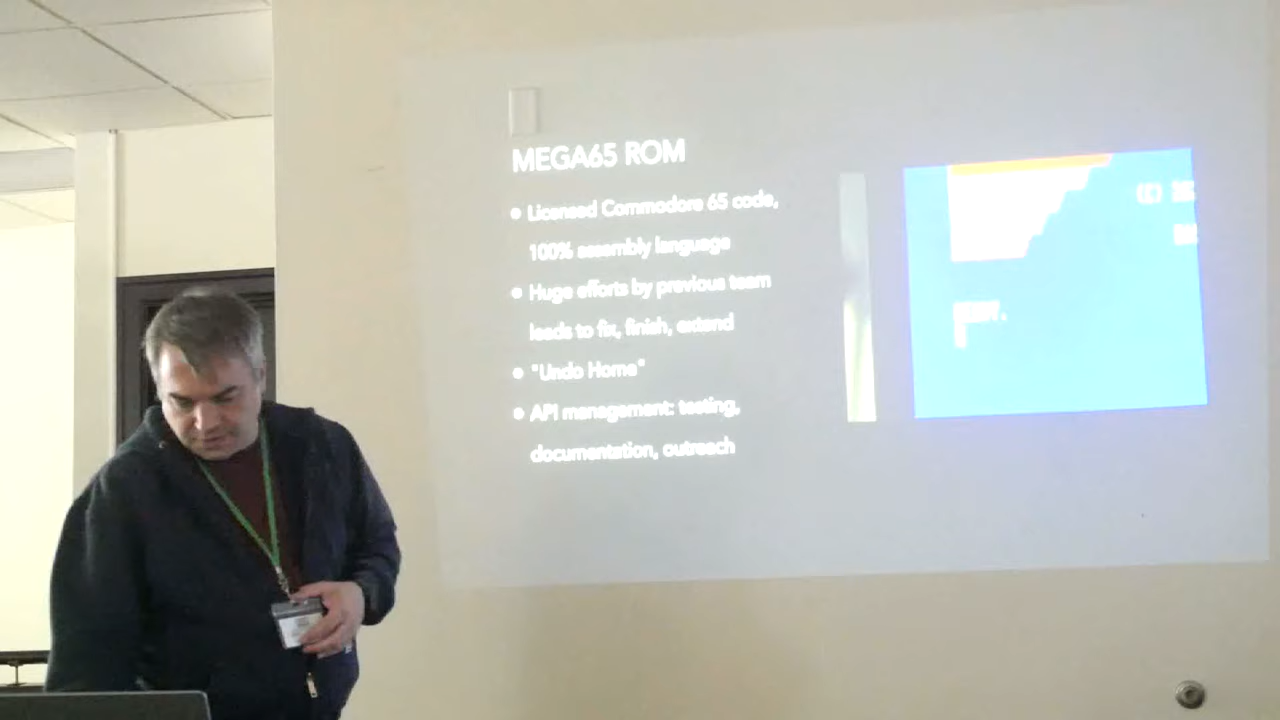 MEGA65 ROM
• Licensed Commodore 65 code,
100% assembly language
• Huge efforts by previous team
leads to fix, finish, extend
• "Undo Home"
• API management: testing,
documentation, outreach
(C)
READY.